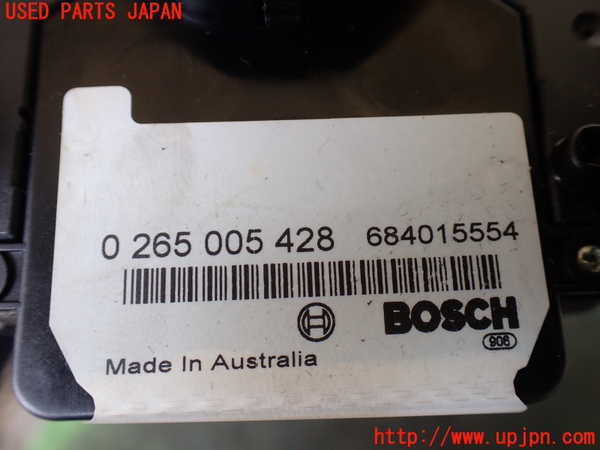 USED PARTS JAPAN
0 265 005 428 684015554
BOSCH
906
Made In Australia
http://www.upjpn.com